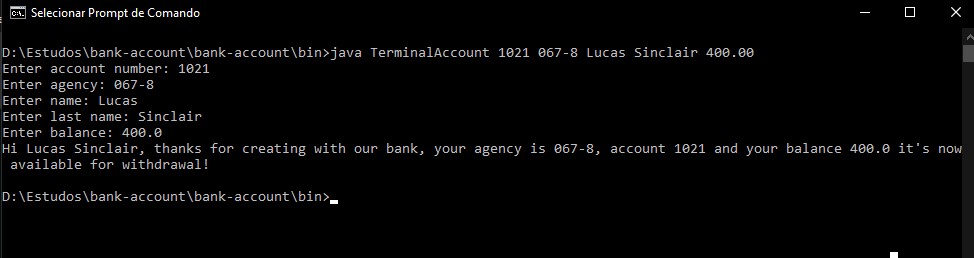 Selecionar Prompt de Comando
D:\Estudos\bank-account\bank-account\bin>java TerminalAccount 1021 067-8 Lucas Sinclair 400.00
Enter account number: 1021
Enter agency: 067-8
Enter name: Lucas
Enter last name: Sinclair
Enter balance: 400.0
Hi Lucas Sinclair, thanks for creating with our bank, your agency is 067-8, account 1021 and your balance 400.0 it's now
 available for withdrawal!
D:\Estudos\bank-account\bank-account\bin>